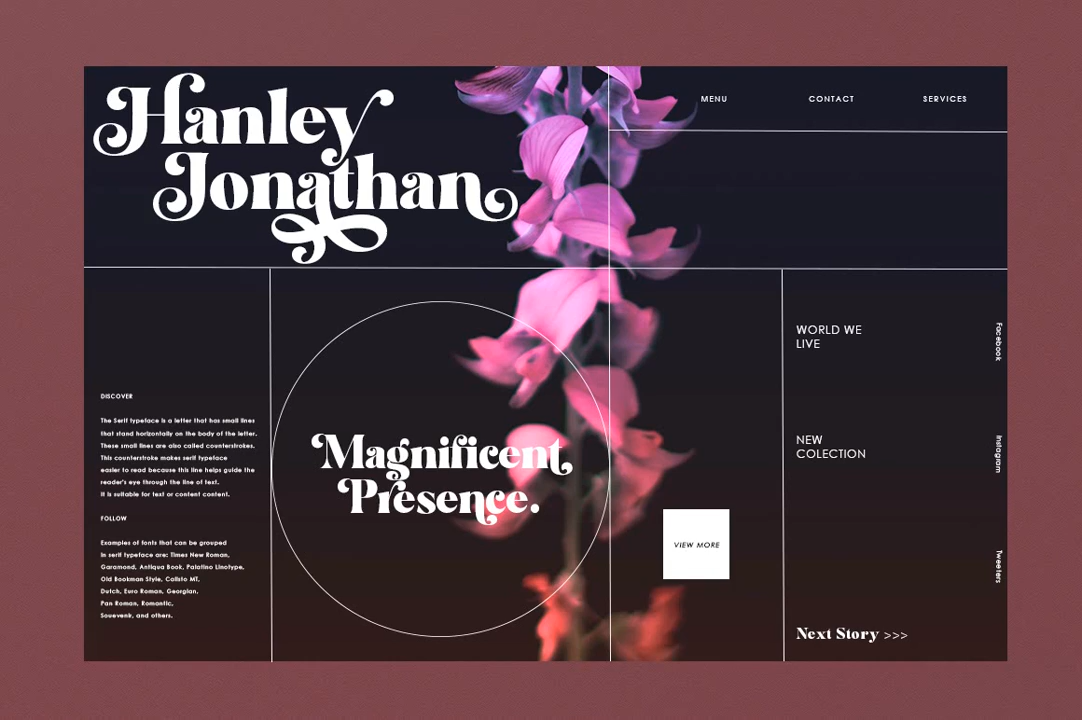 Hanley
Jonathan
MENU
CONTACT
SERVICES
DISCOVER
The Serif typeface is a letter that has small lines
that stand horizontally on the body of the letter.
These small lines are also called counterstrokes.
This counterstroke makes serif typeface
easier to read because this line helps guide the
reader's eye through the line of text.
it is suitable for text or content content.
FOLLOW
Examples of fonts that can be grouped
in serif typeface are: Times New Roman,
Garamond, Antiqua Book, Palatino Linotype,
Old Bookman Style, Calisto MT,
Dutch, Euro Roman, Georgian,
Pan Roman, Romantic,
Souevenk, and others.
Magnificent
Presence.
VIEW MORE
WORLD WE
LIVE
NEW
COLECTION
Next Story >>>
Facebook
Instagram
Tweeters